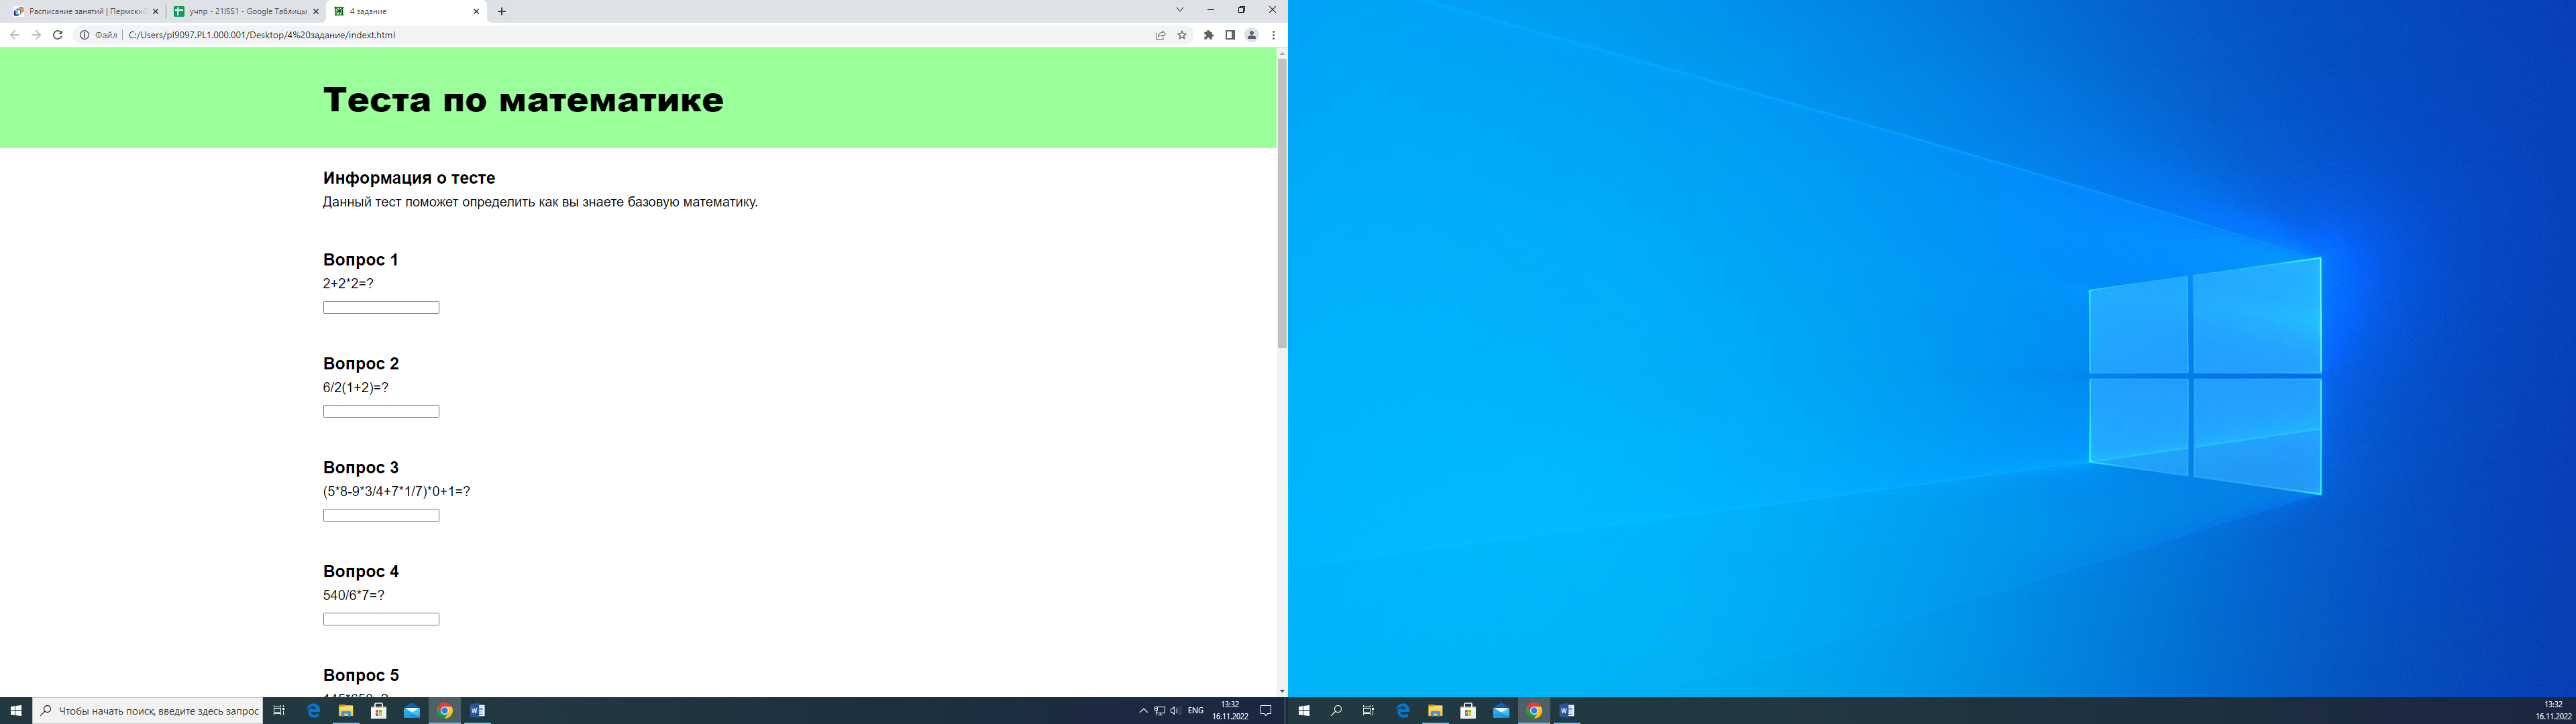 Расписание занятий | Пермский
учпр - 21ISS1 - Google Таблицы
4 задание
Файл
C:/Users/pl9097.PL1.000.001/Desktop/4%20задание/indext.html
Теста по математике
Информация о тесте
Данный тест поможет определить как вы знаете базовую математику.
Вопрос 1
2+2*2=?
Вопрос 2
6/2(1+2)=?
Вопрос 3
(5*8-9*3/4+7*1/7)*0+1=?
Вопрос 4
540/6*7=?
Вопрос 5
Чтобы начать поиск, введите здесь запрос
ENG
13:32
16.11.2022
13:32
16.11.2022